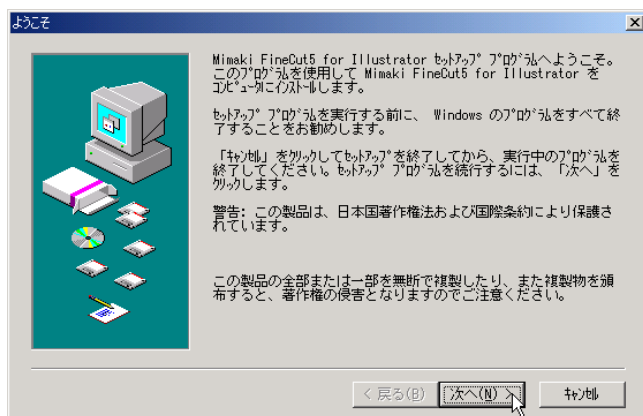 ようこそ
Mimaki FineCut5 for Illustrator ｾｯﾄｱｯﾌﾟ ﾌﾟﾛｸﾞﾗﾑへようこそ。
このﾌﾟﾛｸﾞﾗﾑを使用して Mimaki FineCut5 for Illustrator を
ｺﾝﾋﾟｭｰﾀにｲﾝｽﾄｰﾙします。
ｾｯﾄｱｯﾌﾟ ﾌﾟﾛｸﾞﾗﾑを実行する前に、 Windows のﾌﾟﾛｸﾞﾗﾑをすべて終
了することをお勧めします。
「ｷｬﾝｾﾙ」をｸﾘｯｸしてｾｯﾄｱｯﾌﾟを終了してから、実行中のﾌﾟﾛｸﾞﾗﾑを
終了してください。ｾｯﾄｱｯﾌﾟ ﾌﾟﾛｸﾞﾗﾑを続行するには、 「次へ」を
ｸﾘｯｸします。
警告: この製品は、日本国著作権法および国際条約により保護さ
れています。
この製品の全部または一部を無断で複製したり、また複製物を頒
布すると、著作権の侵害となりますのでご注意ください。
< 戻る(B) 次へ(N) > ｷｬﾝｾﾙ